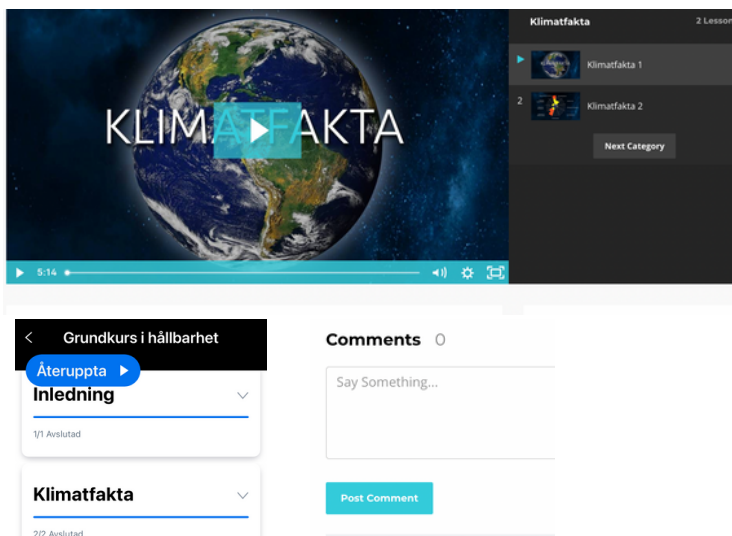 KLIMATFAKTA
5:14
Klimatfakta
2 Lesson
Klimatfakta 1
2
Klimatfakta 2
Next Category
Grundkurs i hållbarhet
Återuppta
Inledning
1/1 Avslutad
Klimatfakta
2/2 Avslutad
Comments 0
Say Something...
Post Comment